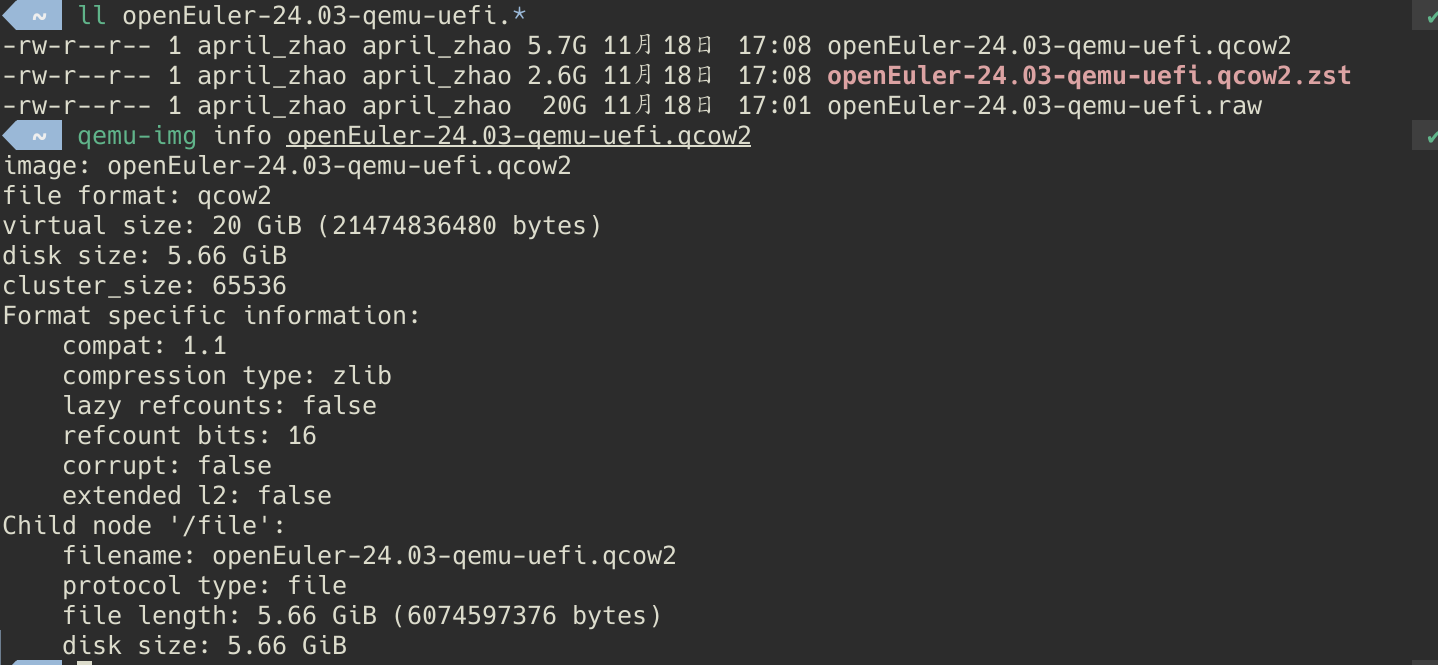 ~ ll openEuler-24.03-qemu-uefi.* ✔
-rw-r--r-- 1 april_zhao april_zhao 5.7G 11月 18日 17:08 openEuler-24.03-qemu-uefi.qcow2
-rw-r--r-- 1 april_zhao april_zhao 2.6G 11月 18日 17:08 openEuler-24.03-qemu-uefi.qcow2.zst
-rw-r--r-- 1 april_zhao april_zhao  20G 11月 18日 17:01 openEuler-24.03-qemu-uefi.raw
~ qemu-img info openEuler-24.03-qemu-uefi.qcow2 ✔
image: openEuler-24.03-qemu-uefi.qcow2
file format: qcow2
virtual size: 20 GiB (21474836480 bytes)
disk size: 5.66 GiB
cluster_size: 65536
Format specific information:
    compat: 1.1
    compression type: zlib
    lazy refcounts: false
    refcount bits: 16
    corrupt: false
    extended l2: false
Child node '/file':
    filename: openEuler-24.03-qemu-uefi.qcow2
    protocol type: file
    file length: 5.66 GiB (6074597376 bytes)
    disk size: 5.66 GiB